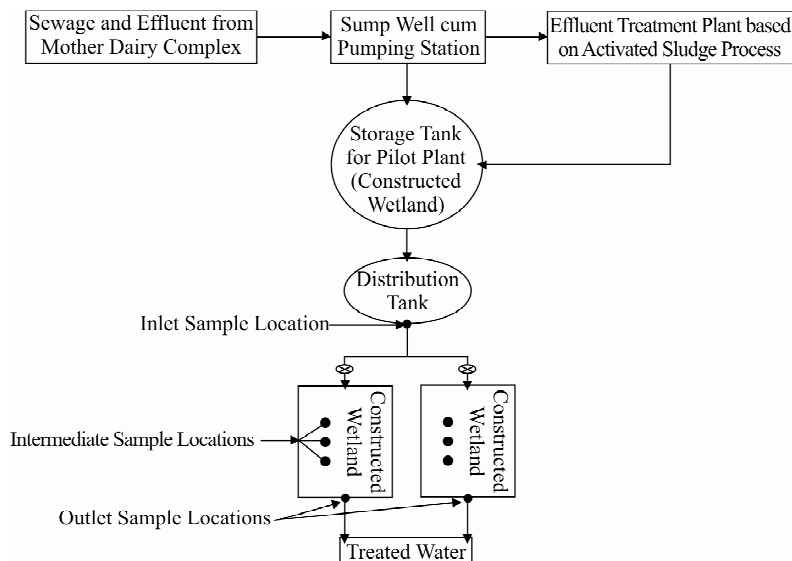 Sewage and Effluent from
Mother Dairy Complex
Sump Well cum
Pumping Station
Effluent Treatment Plant based
on Activated Sludge Process
Storage Tank
for Pilot Plant
(Constructed
Wetland)
Distribution
Tank
Inlet Sample Location
Constructed
Wetland
Constructed
Wetland
Intermediate Sample Locations
Outlet Sample Locations
Treated Water